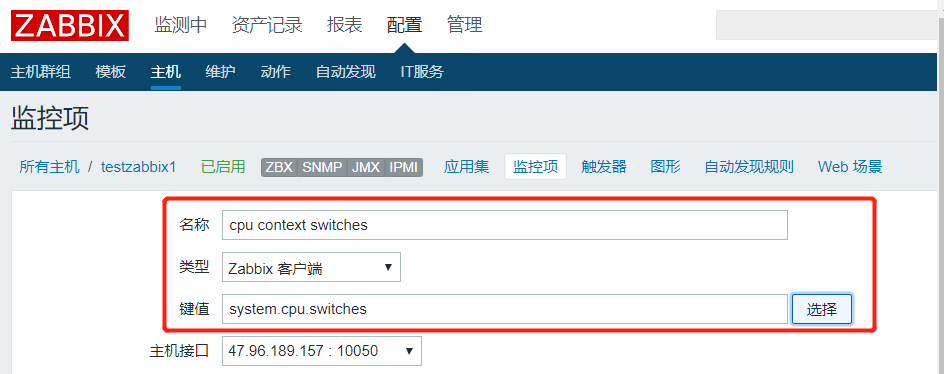 ZABBIX 监测中 资产记录 报表 配置 管理
主机群组 模板 主机 维护 动作 自动发现 IT服务
监控项
所有主机 / testzabbix1 已启用 ZBX SNMP JMX IPMI 应用集 监控项 触发器 图形 自动发现规则 Web 场景
名称 cpu context switches
类型 Zabbix 客户端
键值 system.cpu.switches 选择
主机接口 47.96.189.157 : 10050